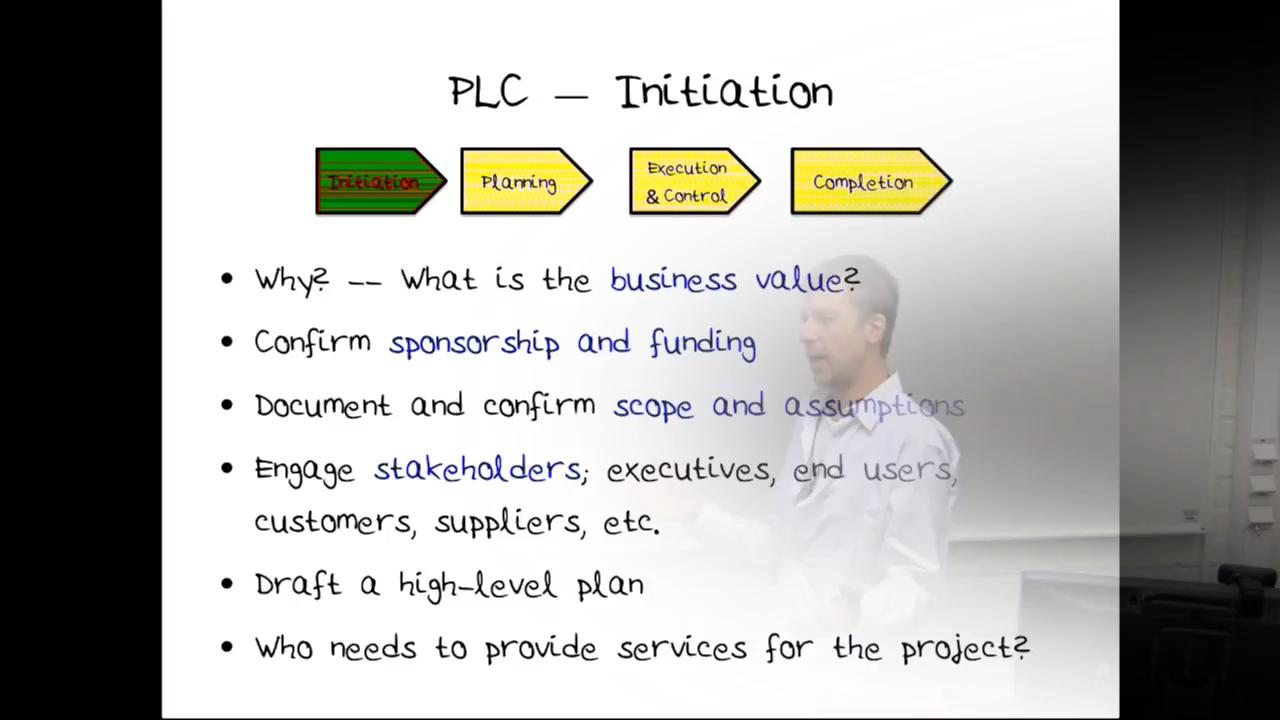 PLC — Initiation
Initiation
Planning
Execution
& Control
Completion
• Why? -- What is the business value?
• Confirm sponsorship and funding
• Document and confirm scope and assumptions
• Engage stakeholders; executives, end users,
customers, suppliers, etc.
• Draft a high-level plan
• Who needs to provide services for the project?